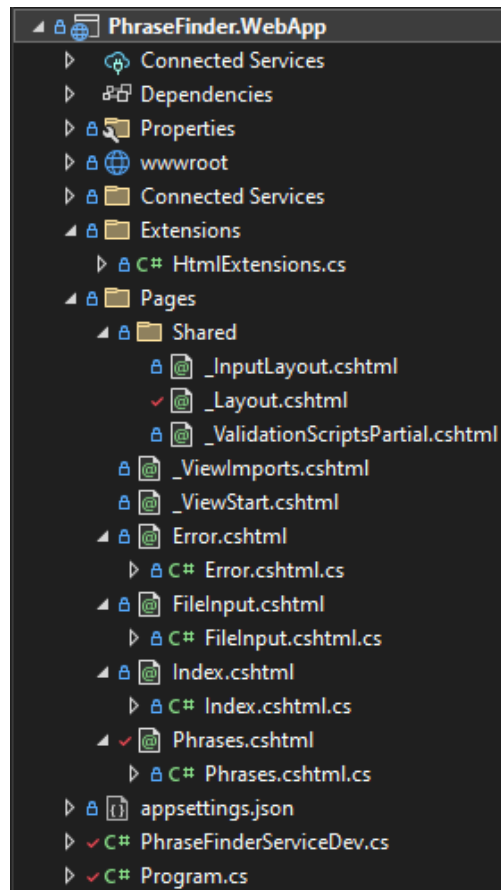 PhraseFinder.WebApp
Connected Services
Dependencies
Properties
wwwroot
Connected Services
Extensions
C# HtmlExtensions.cs
Pages
Shared
@ _InputLayout.cshtml
@ _Layout.cshtml
@ _ValidationScriptsPartial.cshtml
@ _ViewImports.cshtml
@ _ViewStart.cshtml
@ Error.cshtml
C# Error.cshtml.cs
@ FileInput.cshtml
C# FileInput.cshtml.cs
@ Index.cshtml
C# Index.cshtml.cs
@ Phrases.cshtml
C# Phrases.cshtml.cs
appsettings.json
C# PhraseFinderServiceDev.cs
C# Program.cs